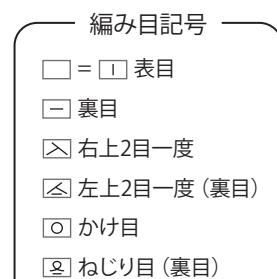 編み目記号
□ = | 表目
― 裏目
右上2目一度
左上2目一度（裏目）
○ かけ目
ねじり目（裏目）